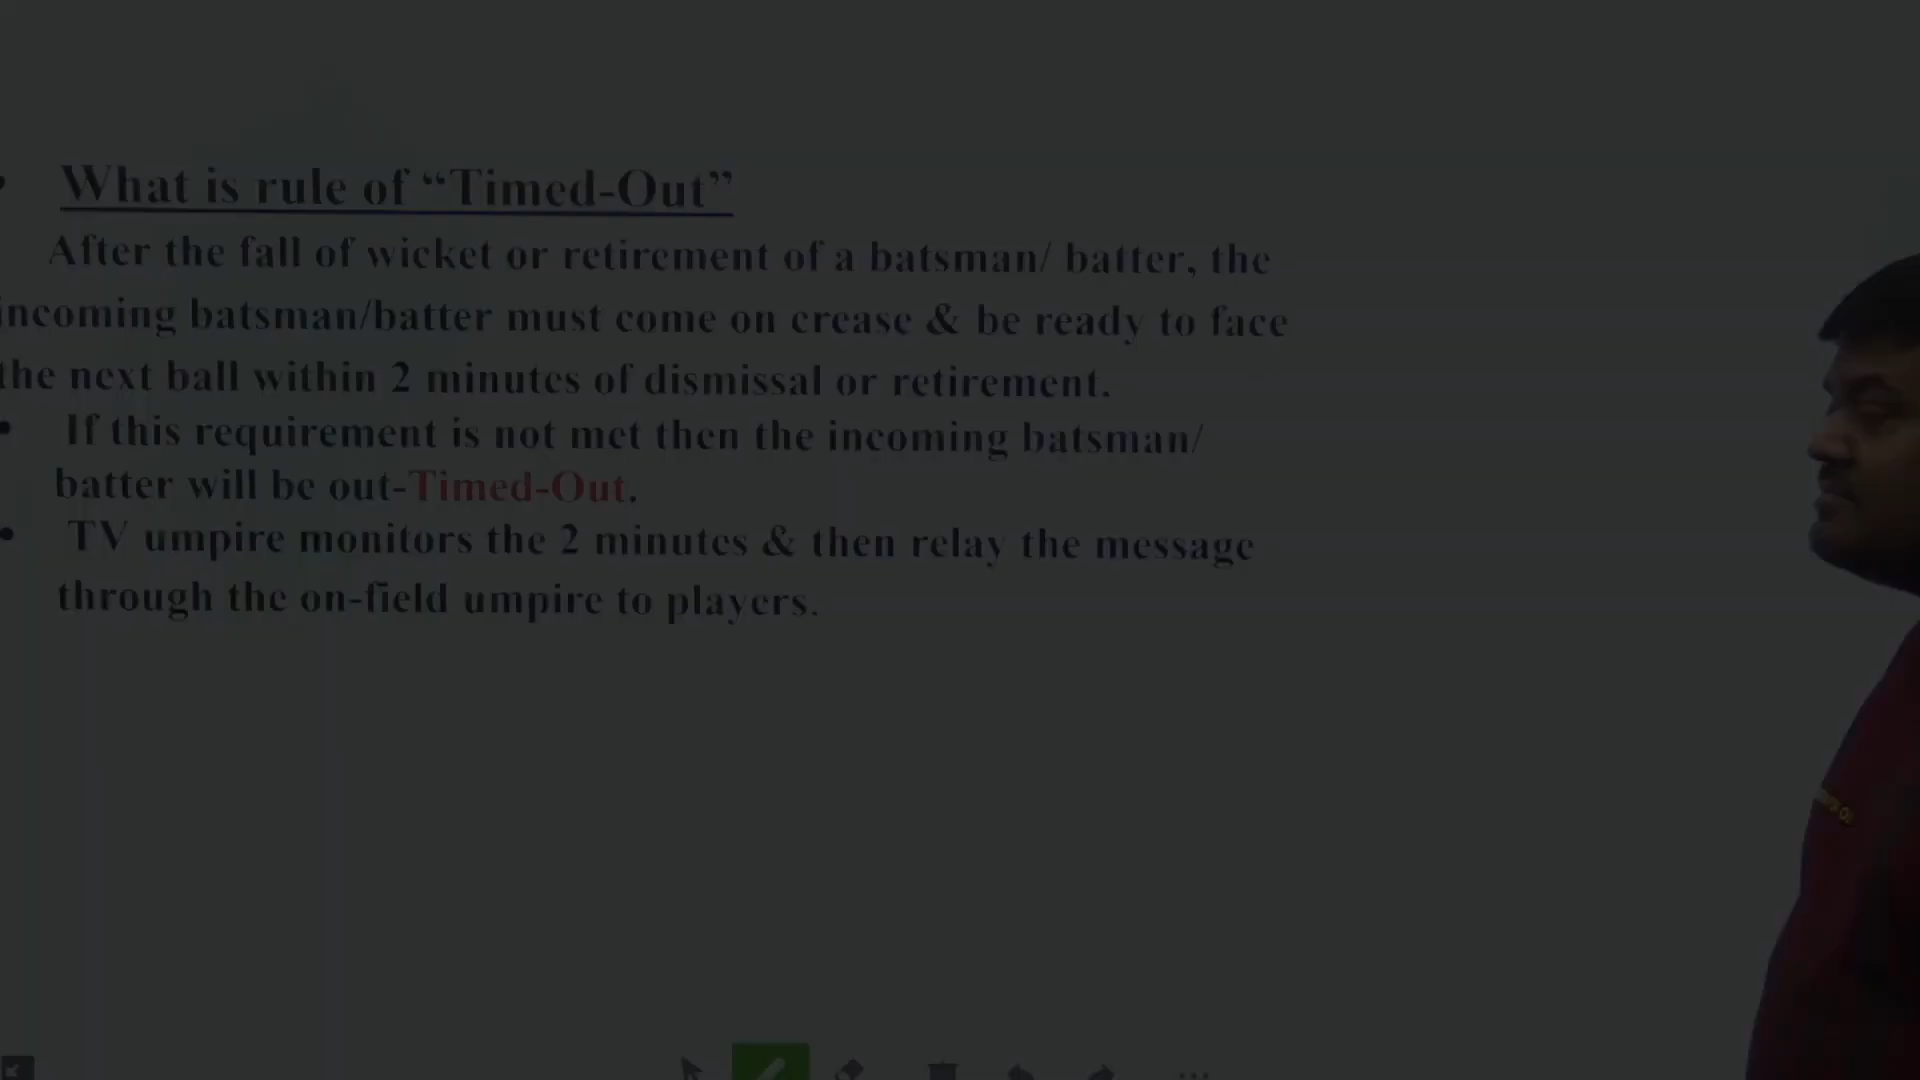 • What is rule of “Timed-Out”
After the fall of wicket or retirement of a batsman/ batter, the
incoming batsman/batter must come on crease & be ready to face
the next ball within 2 minutes of dismissal or retirement.
• If this requirement is not met then the incoming batsman/
batter will be out-Timed-Out.
• TV umpire monitors the 2 minutes & then relay the message
through the on-field umpire to players.